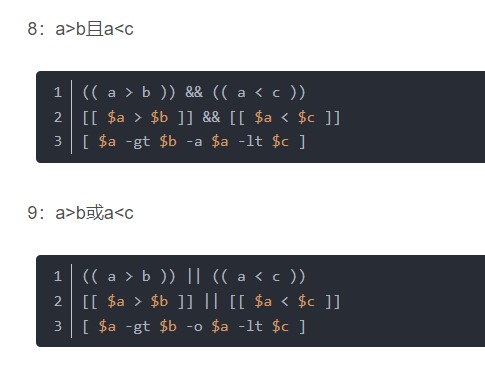 8：a>b且a<c
1 (( a > b )) && (( a < c ))
2 [[ $a > $b ]] && [[ $a < $c ]]
3 [ $a -gt $b -a $a -lt $c ]
9：a>b或a<c
1 (( a > b )) || (( a < c ))
2 [[ $a > $b ]] || [[ $a < $c ]]
3 [ $a -gt $b -o $a -lt $c ]